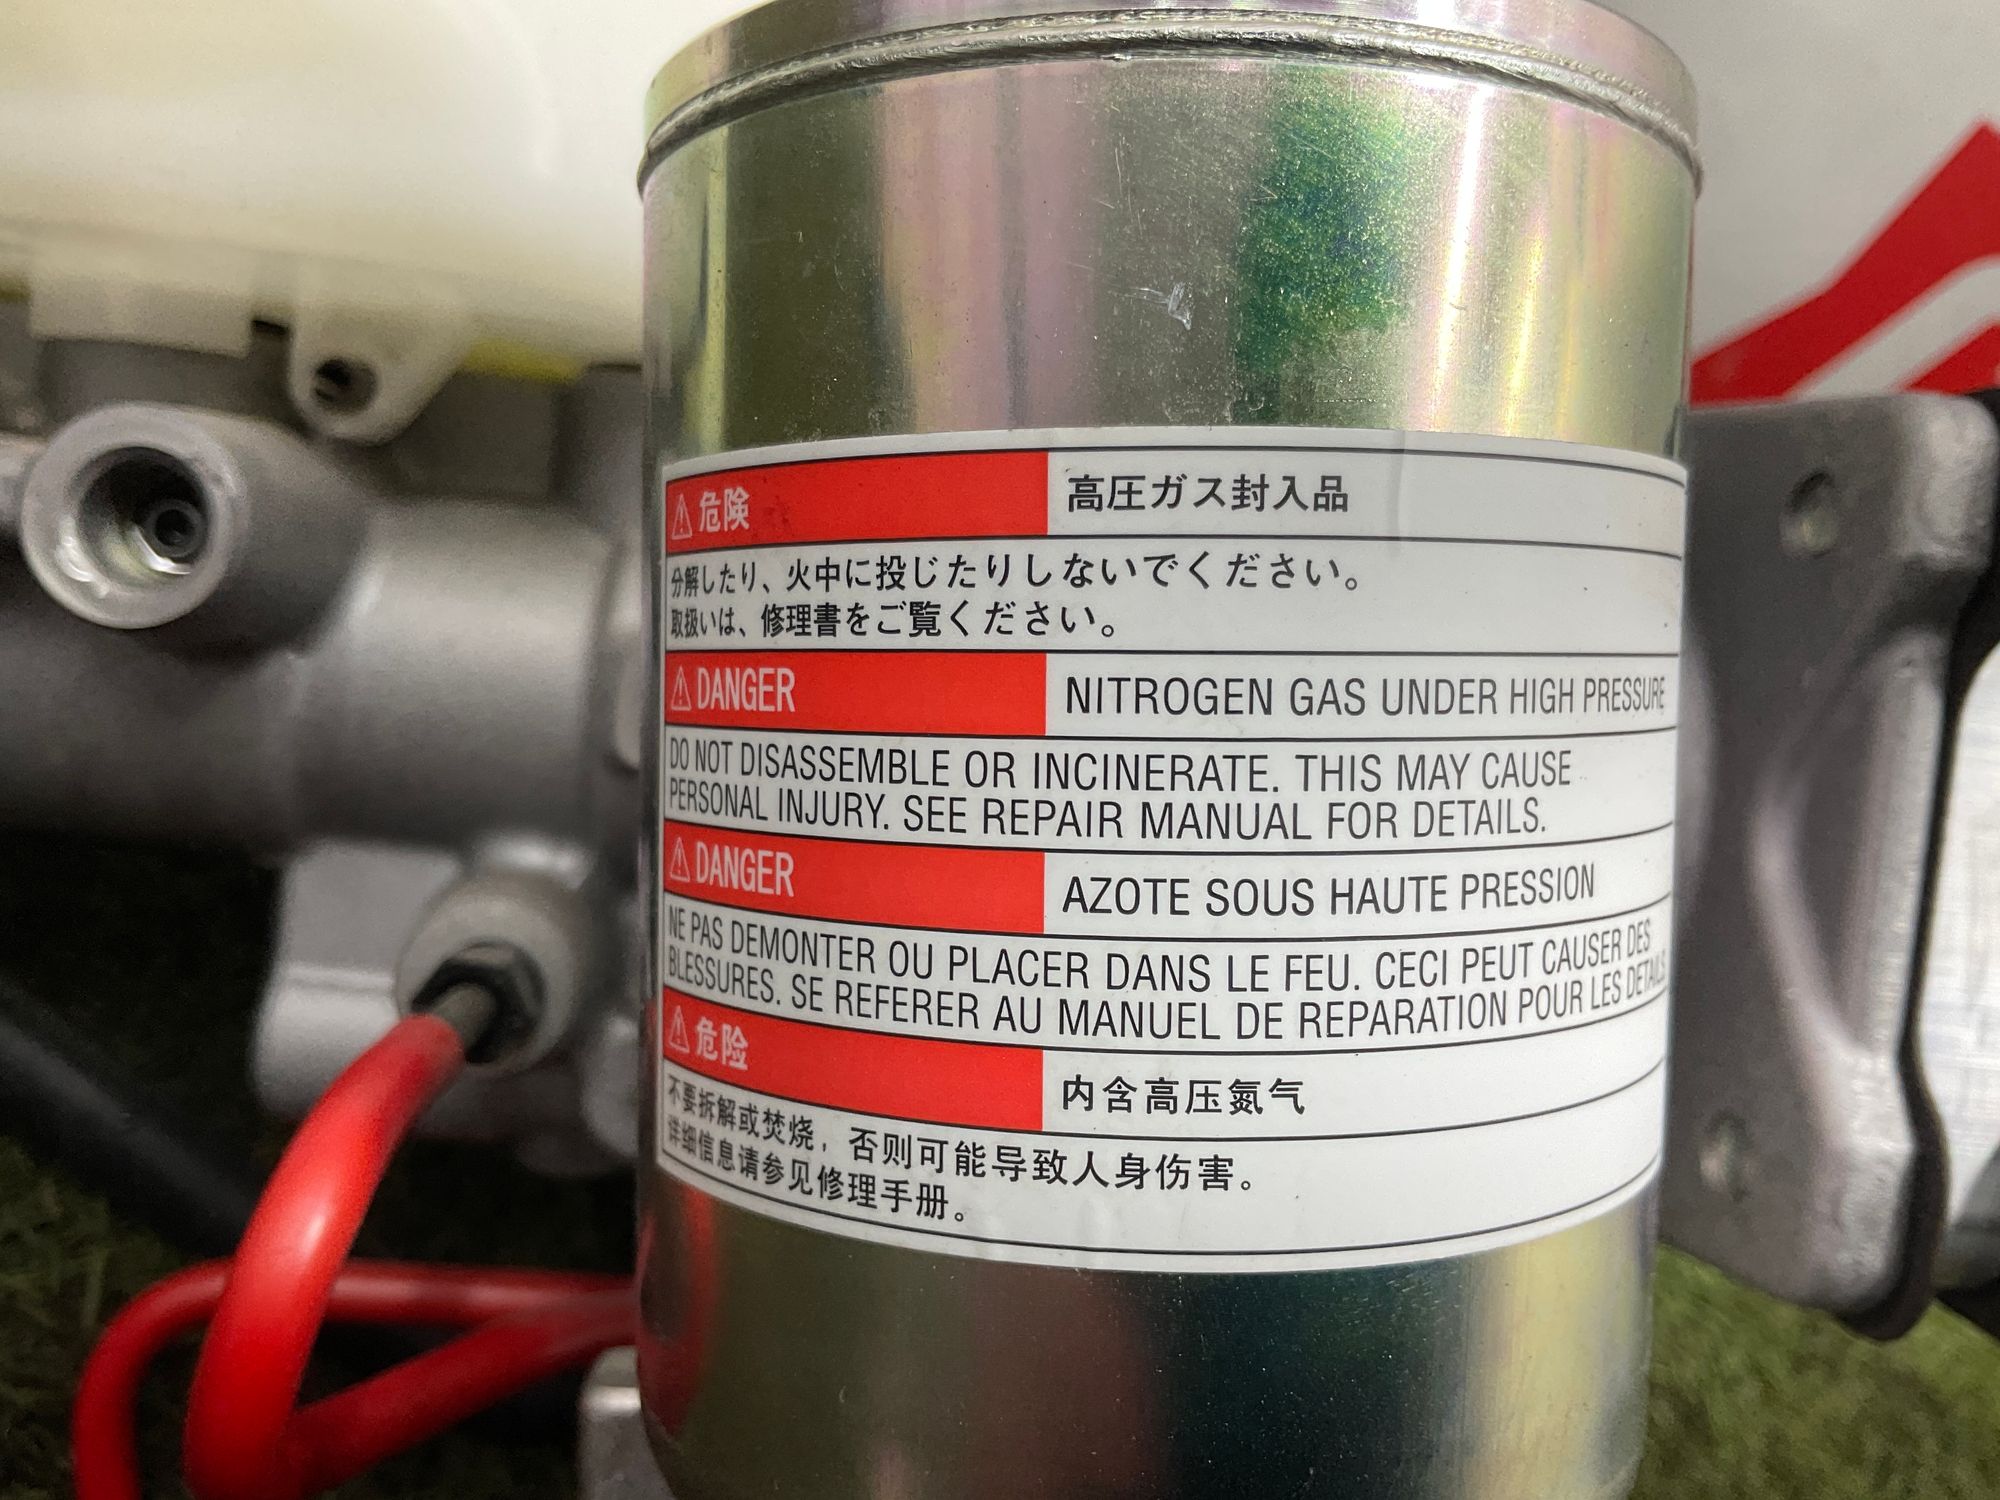 ⚠危険 高圧ガス封入品
分解したり、火中に投じたりしないでください。
取扱いは、修理書をご覧ください。
⚠DANGER NITROGEN GAS UNDER HIGH PRESSURE
DO NOT DISASSEMBLE OR INCINERATE. THIS MAY CAUSE
PERSONAL INJURY. SEE REPAIR MANUAL FOR DETAILS.
⚠DANGER AZOTE SOUS HAUTE PRESSION
NE PAS DEMONTER OU PLACER DANS LE FEU. CECI PEUT CAUSER DES
BLESSURES. SE REFERER AU MANUEL DE REPARATION POUR LES DETAILS.
⚠危险 内含高压氮气
不要拆解或焚烧，否则可能导致人身伤害。
详细信息请参见修理手册。